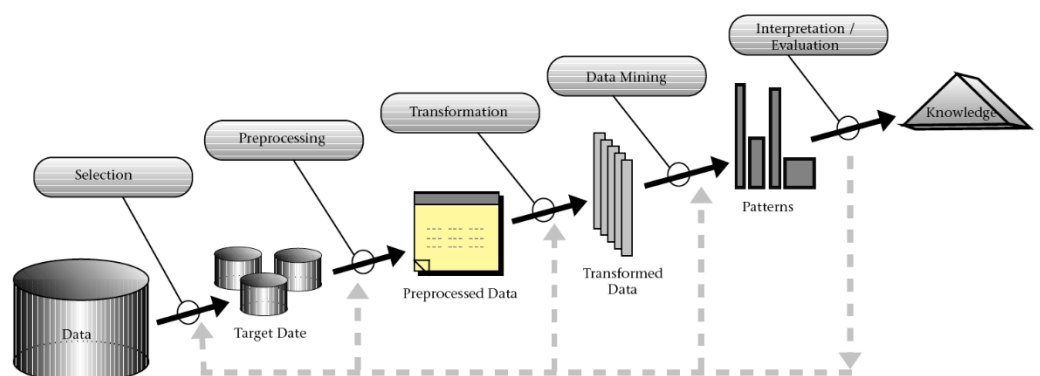 Interpretation /
Evaluation
Data Mining
Transformation
Preprocessing
Selection
Knowledge
Patterns
Transformed
Data
Preprocessed Data
Target Date
Data